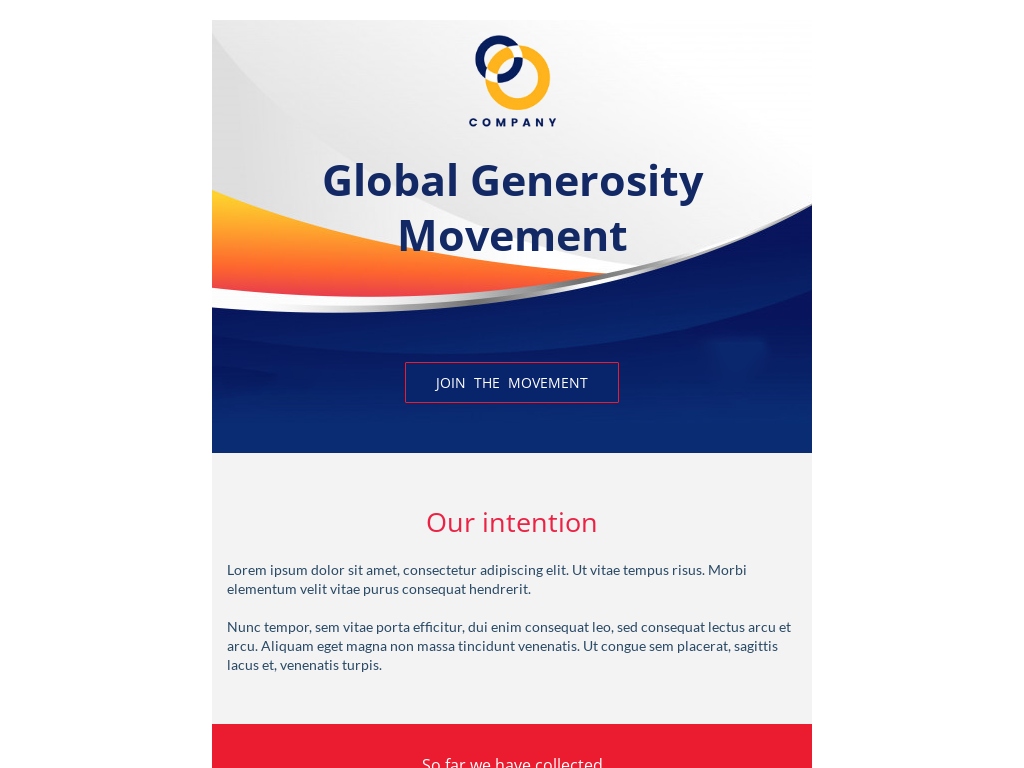 COMPANY
Global Generosity
Movement
JOIN THE MOVEMENT
Our intention
Lorem ipsum dolor sit amet, consectetur adipiscing elit. Ut vitae tempus risus. Morbi
elementum velit vitae purus consequat hendrerit.
Nunc tempor, sem vitae porta efficitur, dui enim consequat leo, sed consequat lectus arcu et
arcu. Aliquam eget magna non massa tincidunt venenatis. Ut congue sem placerat, sagittis
lacus et, venenatis turpis.
So far we have collected